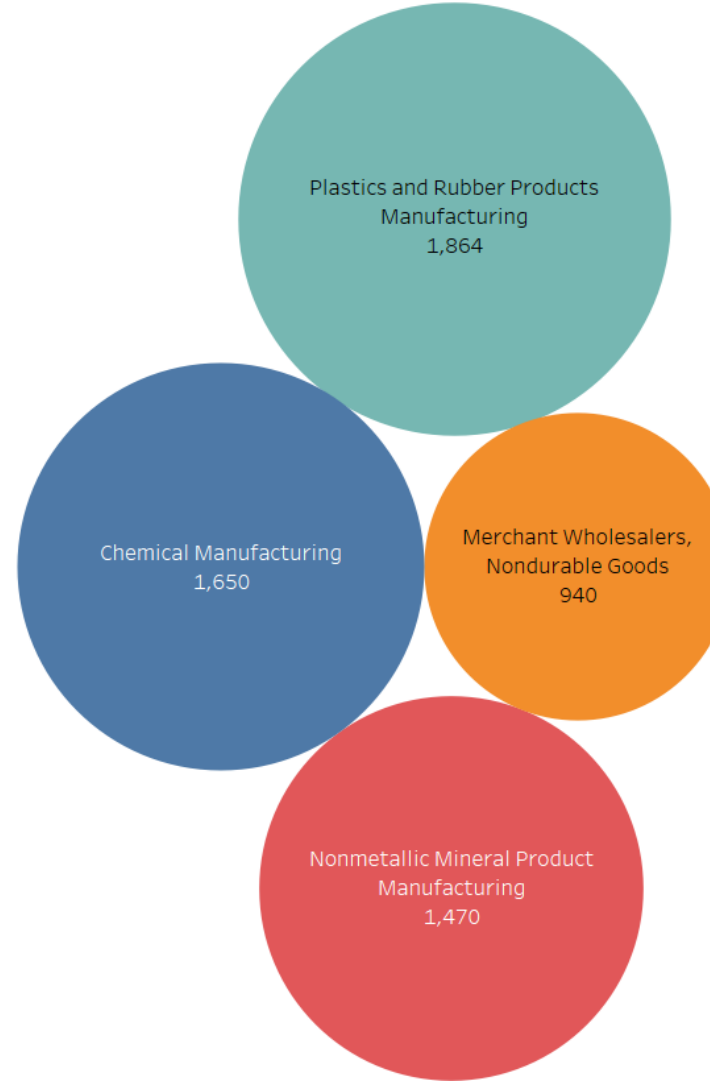 Plastics and Rubber Products
Manufacturing
1,864
Chemical Manufacturing
1,650
Merchant Wholesalers,
Nondurable Goods
940
Nonmetallic Mineral Product
Manufacturing
1,470